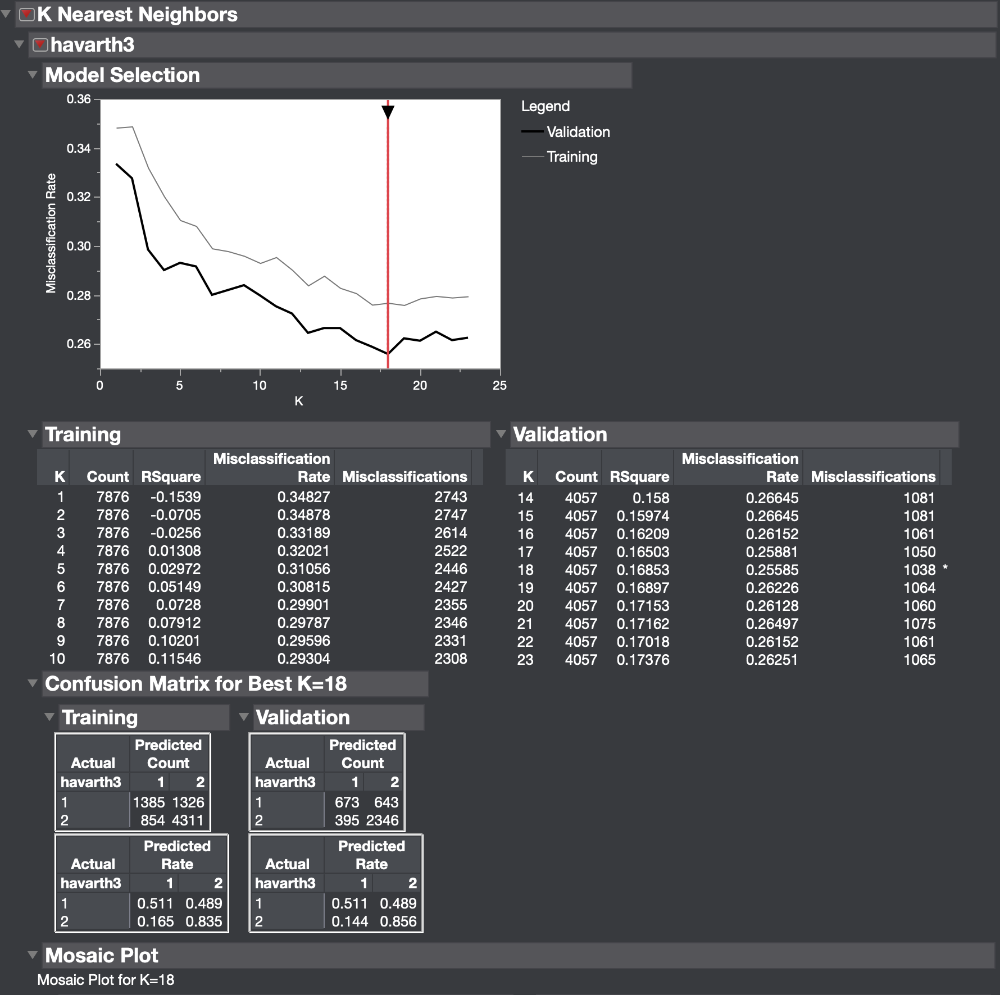 K Nearest Neighbors
havarth3
Model Selection
0.36
0.34
0.32
0.30
0.28
0.26
Misclassification Rate
0 5 10 15 20 25
K
Legend
Validation
Training
Training
K Count RSquare Misclassification Rate Misclassifications
1 7876 -0.1539 0.34827 2743
2 7876 -0.0705 0.34878 2747
3 7876 -0.0256 0.33189 2614
4 7876 0.01308 0.32021 2522
5 7876 0.02972 0.31056 2446
6 7876 0.05149 0.30815 2427
7 7876 0.0728 0.29901 2355
8 7876 0.07912 0.29787 2346
9 7876 0.10201 0.29596 2331
10 7876 0.11546 0.29304 2308
Validation
K Count RSquare Misclassification Rate Misclassifications
14 4057 0.158 0.26645 1081
15 4057 0.15974 0.26645 1081
16 4057 0.16209 0.26152 1061
17 4057 0.16503 0.25881 1050
18 4057 0.16853 0.25585 1038 *
19 4057 0.16897 0.26226 1064
20 4057 0.17153 0.26128 1060
21 4057 0.17162 0.26497 1075
22 4057 0.17018 0.26152 1061
23 4057 0.17376 0.26251 1065
Confusion Matrix for Best K=18
Training
Actual Predicted Count
havarth3 1 2
1 1385 1326
2 854 4311
Actual Predicted Rate
havarth3 1 2
1 0.511 0.489
2 0.165 0.835
Validation
Actual Predicted Count
havarth3 1 2
1 673 643
2 395 2346
Actual Predicted Rate
havarth3 1 2
1 0.511 0.489
2 0.144 0.856
Mosaic Plot
Mosaic Plot for K=18